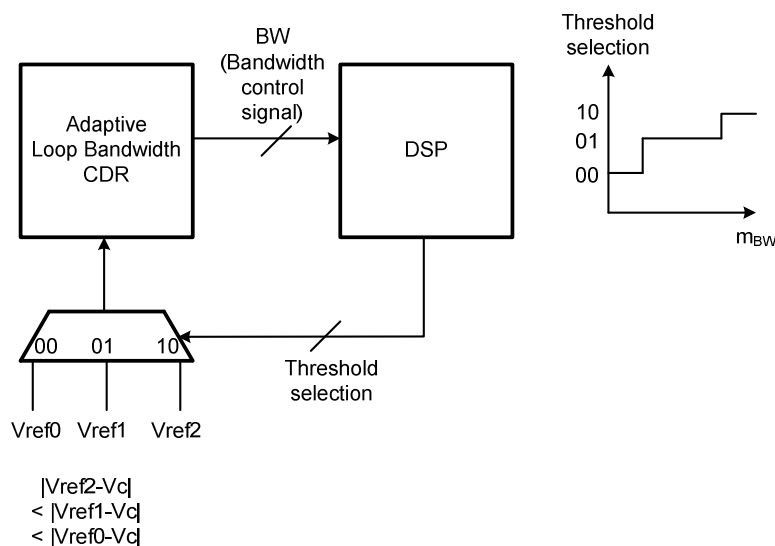 BW
(Bandwidth
control
signal)
Adaptive
Loop Bandwidth
CDR
DSP
Threshold
selection
10
01
00
mBW
00 01 10
Threshold
selection
Vref0 Vref1 Vref2
|Vref2-Vc|
< |Vref1-Vc|
< |Vref0-Vc|